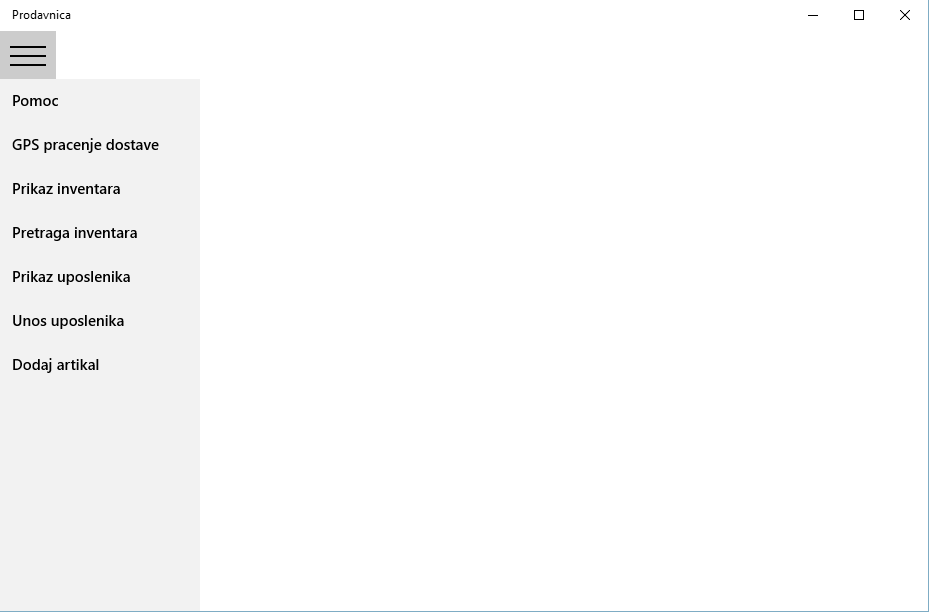 Prodavnica
Pomoc
GPS pracenje dostave
Prikaz inventara
Pretraga inventara
Prikaz uposlenika
Unos uposlenika
Dodaj artikal